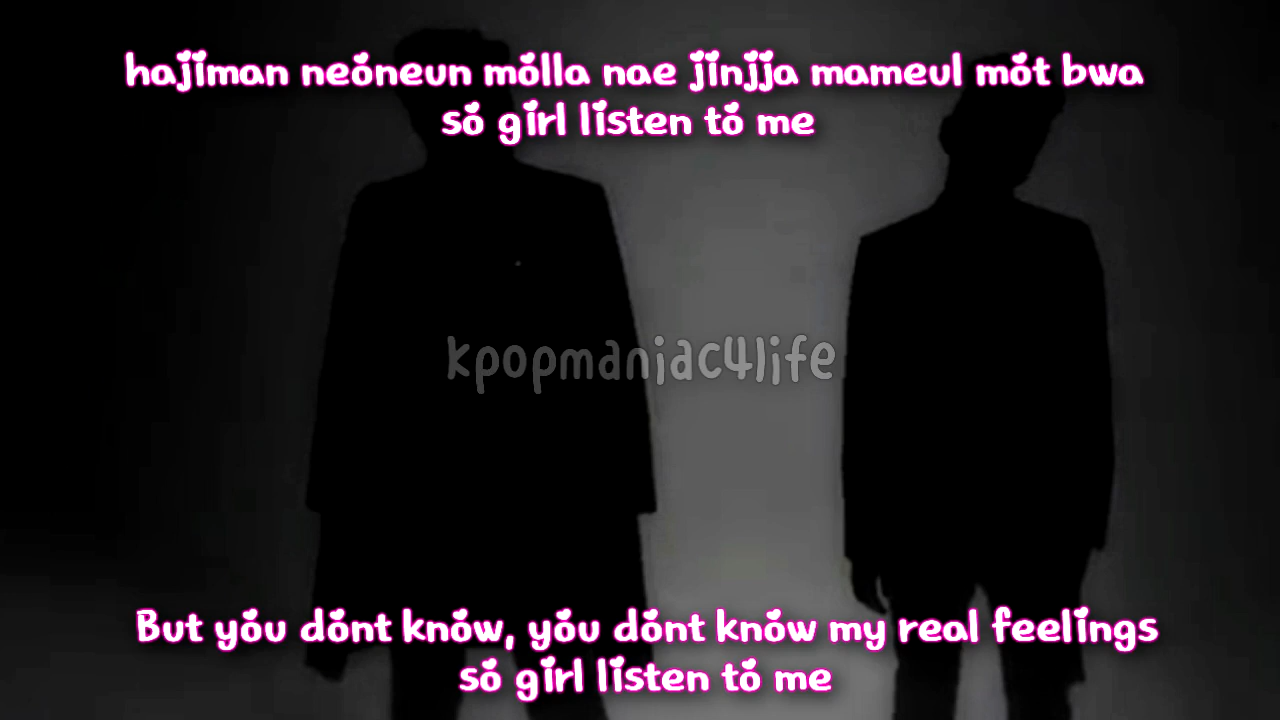 hajiman neoneun molla nae jinjja mameul mot bwa
so girl listen to me
kpopmaniac4life
But you dont know, you dont know my real feelings
so girl listen to me